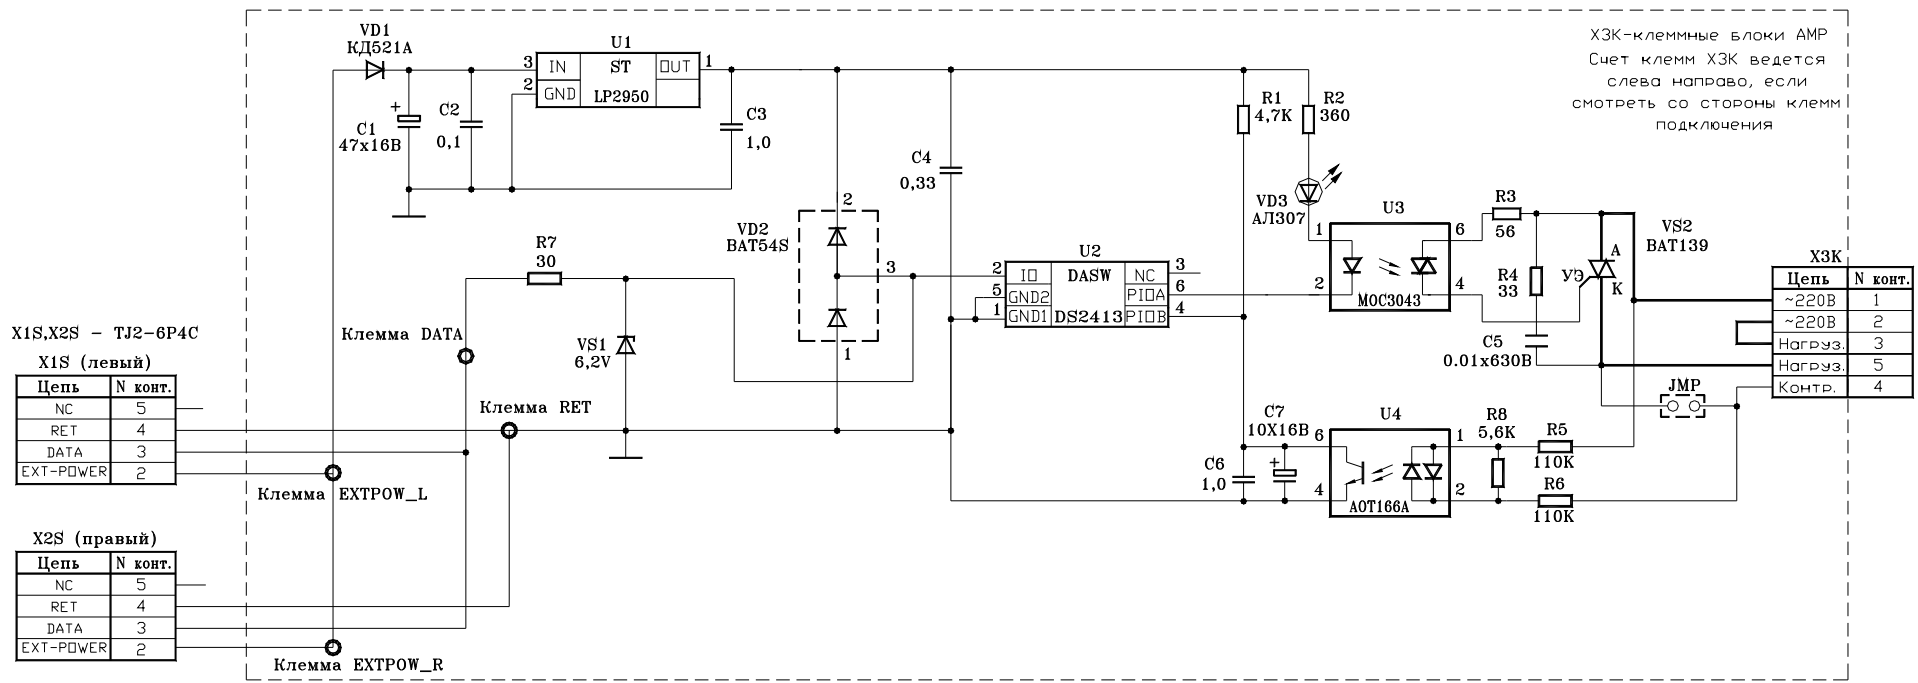 X3K-клеммные блоки AMP
Счет клемм X3K ведется
слева направо, если
смотреть со стороны клемм
подключения
VD1
КД521А
U1
3
IN
ST
OUT
1
2
GND
LP2950
+
C1
47x16В
C2
0,1
C3
1,0
C4
0,33
R1
4,7K
R2
360
VD3
АЛ307
VD2
BAT54S
2
3
1
R7
30
VS1
6,2V
U2
2
IO
DASW
NC
3
5
GND2
PIOA
6
1
GND1
DS2413
PIOB
4
U3
1
6
2
4
MOC3043
R3
56
R4
33
C5
0.01x630В
УЭ
А
К
VS2
BAT139
X3K
Цепь
N конт.
~220В
1
~220В
2
Нагруз.
3
Нагруз.
5
Контр.
4
JMP
U4
6
1
4
2
AOT166A
C7
10X16В
+
C6
1,0
R8
5,6K
R5
110K
R6
110K
X1S,X2S - TJ2-6P4C
X1S (левый)
Цепь
N конт.
NC
5
RET
4
DATA
3
EXT-POWER
2
Клемма DATA
Клемма RET
Клемма EXTPOW_L
X2S (правый)
Цепь
N конт.
NC
5
RET
4
DATA
3
EXT-POWER
2
Клемма EXTPOW_R